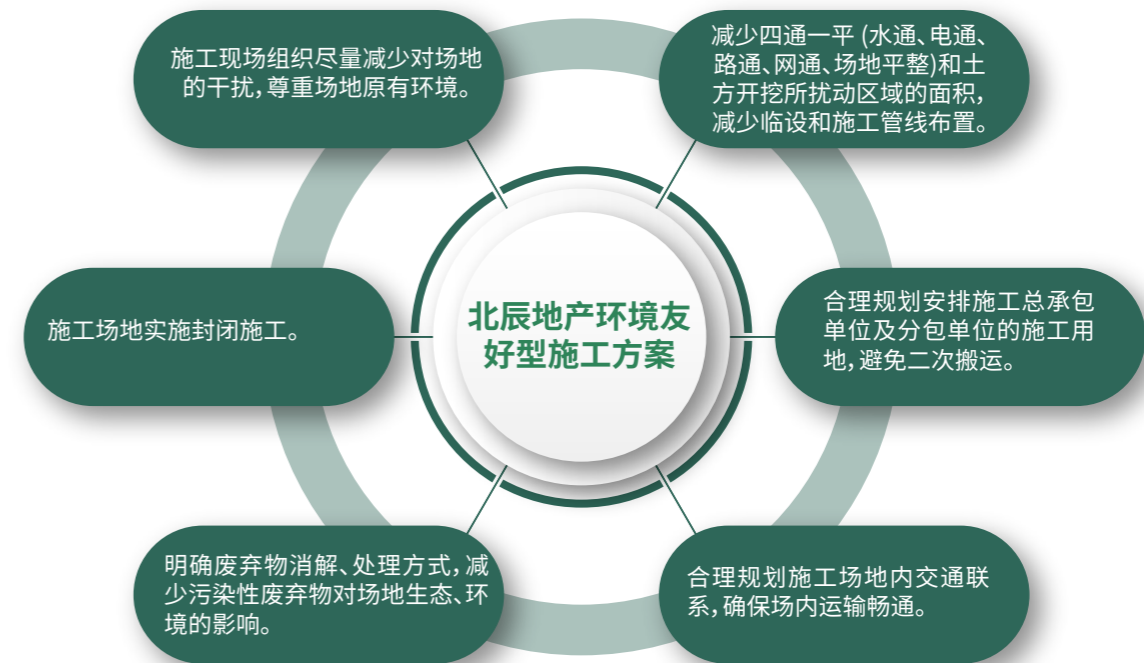 施工现场组织尽量减少对场地
的干扰，尊重场地原有环境。
减少四通一平 (水通、电通、
路通、网通、场地平整)和土
方开挖所扰动区域的面积，
减少临设和施工管线布置。
施工场地实施封闭施工。
北辰地产环境友
好型施工方案
合理规划安排施工总承包
单位及分包单位的施工用
地，避免二次搬运。
明确废弃物消解、处理方式，减
少污染性废弃物对场地生态、环
境的影响。
合理规划施工场地内交通联
系，确保场内运输畅通。